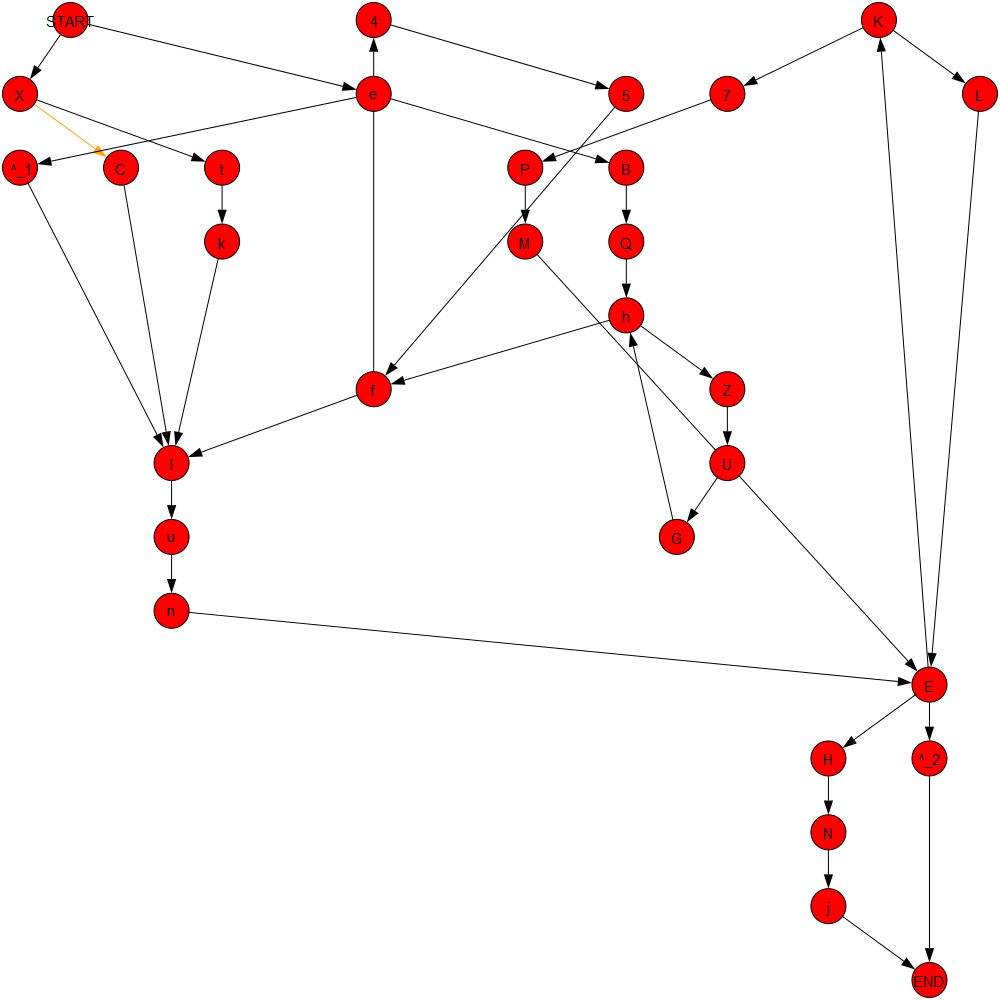 START 4 K
X e 5 7 L
^_1 C t P B
k M Q
h
f Z
l U
u G
n
E
H ^_2
N
j
END